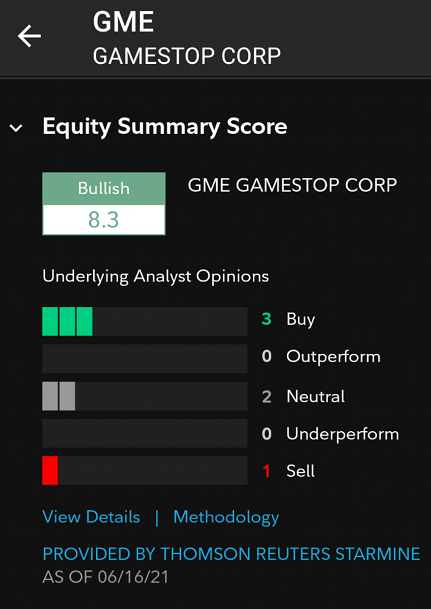 GME
GAMESTOP CORP
Equity Summary Score
Bullish
8.3
GME GAMESTOP CORP
Underlying Analyst Opinions
3 Buy
0 Outperform
2 Neutral
0 Underperform
1 Sell
View Details | Methodology
PROVIDED BY THOMSON REUTERS STARMINE
AS OF 06/16/21